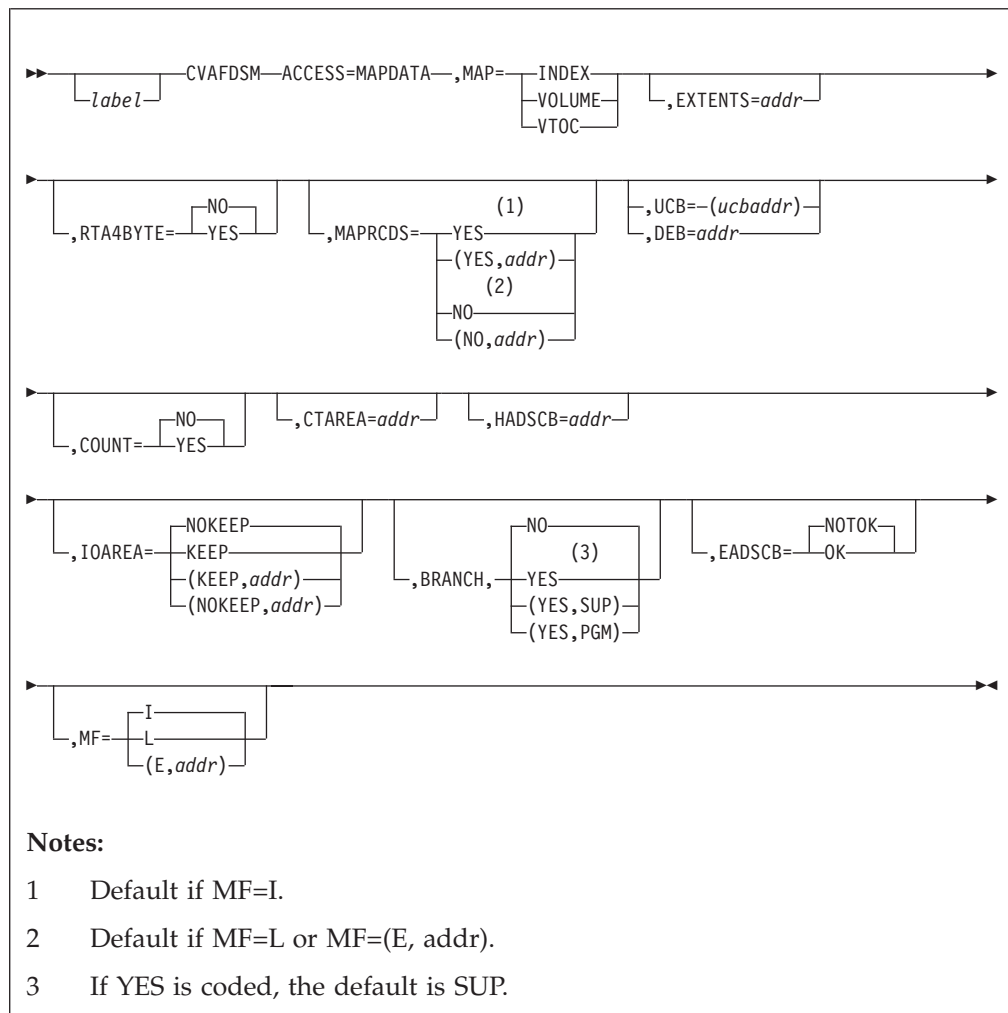 CVAFDSM ACCESS=MAPDATA ,MAP= INDEX
label VOLUME ,EXTENTS=addr
VTOC
NO (1)
,RTA4BYTE= YES ,MAPRCDS= YES ,UCB= (ucbaddr)
(YES,addr) ,DEB=addr
(2)
NO
(NO,addr)
NO ,CTAREA=addr ,HADSCB=addr
,COUNT= YES
NOKEEP NO NOTOK
,IOAREA= KEEP (3) ,EADSCB= OK
(KEEP,addr) ,BRANCH, YES
(NOKEEP,addr) (YES,SUP)
(YES,PGM)
I
,MF= L
(E,addr)
Notes:
1 Default if MF=I.
2 Default if MF=L or MF=(E, addr).
3 If YES is coded, the default is SUP.